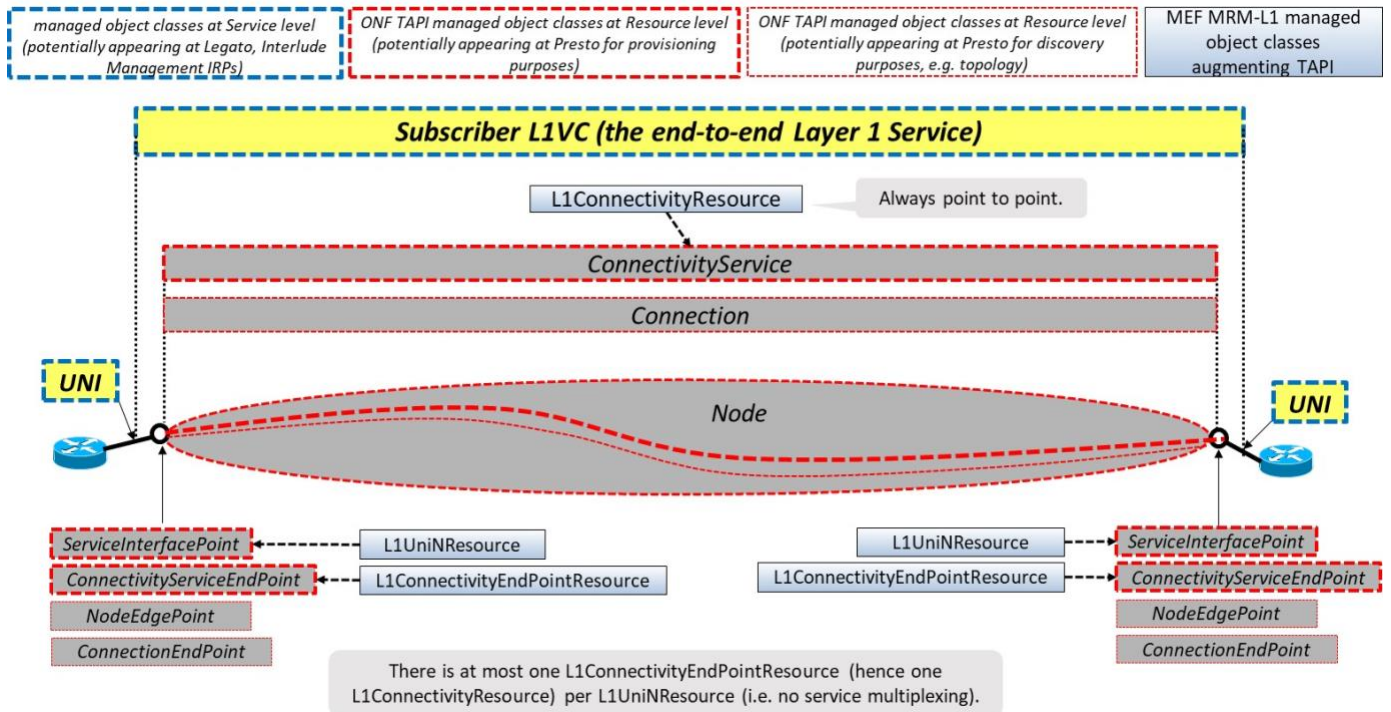 managed object classes at Service level
(potentially appearing at Legato, Interlude
Management IRPs)
ONF TAPI managed object classes at Resource level
(potentially appearing at Presto for provisioning
purposes)
ONF TAPI managed object classes at Resource level
(potentially appearing at Presto for discovery
purposes, e.g. topology)
MEF MRM-L1 managed
object classes
augmenting TAPI
Subscriber L1VC (the end-to-end Layer 1 Service)
L1ConnectivityResource
Always point to point.
ConnectivityService
Connection
UNI
Node
UNI
ServiceInterfacePoint
L1UniNResource
L1UniNResource
ServiceInterfacePoint
ConnectivityServiceEndPoint
L1ConnectivityEndPointResource
L1ConnectivityEndPointResource
ConnectivityServiceEndPoint
NodeEdgePoint
NodeEdgePoint
ConnectionEndPoint
ConnectionEndPoint
There is at most one L1ConnectivityEndPointResource (hence one
L1ConnectivityResource) per L1UniNResource (i.e. no service multiplexing).